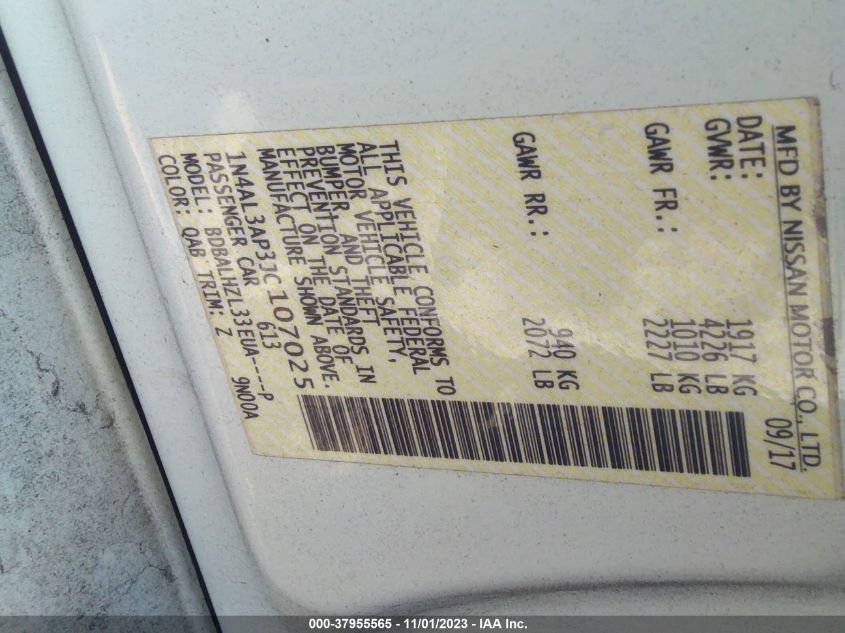 MFD BY NISSAN MOTOR CO., LTD.
DATE: 09/17
GVWR: 1917 KG
4226 LB
GAWR FR.: 1010 KG
2227 LB
GAWR RR.: 940 KG
2072 LB
THIS VEHICLE CONFORMS TO
ALL APPLICABLE FEDERAL
MOTOR VEHICLE SAFETY,
BUMPER, AND THEFT
PREVENTION STANDARDS IN
EFFECT ON THE DATE OF
MANUFACTURE SHOWN ABOVE.
1N4AL3AP3JC107025
PASSENGER CAR 613
MODEL: BDBALHZL33EUA----P
COLOR: QAB TRIM: Z 9N00A
000-37955565 - 11/01/2023 - IAA Inc.